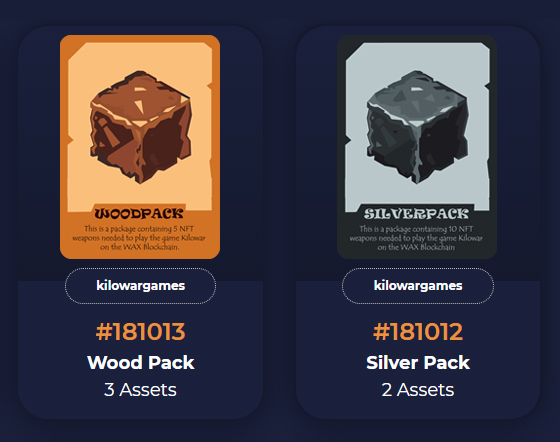 WOODPACK
This is a package containing 5 NFT
weapons needed to play the game Kilowar
on the WAX Blockchain.
kilowargames
#181013
Wood Pack
3 Assets
SILVERPACK
This is a package containing 10 NFT
weapons needed to play the game Kilowar
on the WAX Blockchain.
kilowargames
#181012
Silver Pack
2 Assets